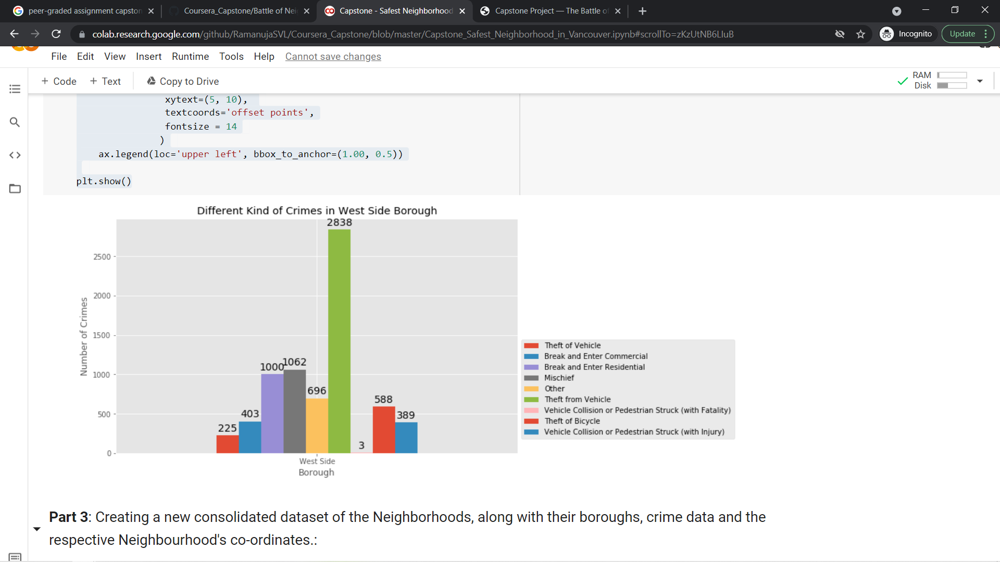 peer-graded assignment capston
Coursera_Capstone/Battle of Nei
Capstone - Safest Neighborhood
Capstone Project — The Battle of
colab.research.google.com/github/RamanujaSVL/Coursera_Capstone/blob/master/Capstone_Safest_Neighborhood_in_Vancouver.ipynb#scrollTo=zKzUtNB6LIuB
Incognito
Update
File Edit View Insert Runtime Tools Help Cannot save changes
+ Code + Text Copy to Drive
RAM
Disk
xytext=(5, 10),
textcoords='offset points',
fontsize = 14
)
ax.legend(loc='upper left', bbox_to_anchor=(1.00, 0.5))
plt.show()
Different Kind of Crimes in West Side Borough
2838
2500
2000
1500
1000
500
0
Number of Crimes
225
403
1000
1062
696
3
588
389
West Side
Borough
Theft of Vehicle
Break and Enter Commercial
Break and Enter Residential
Mischief
Other
Theft from Vehicle
Vehicle Collision or Pedestrian Struck (with Fatality)
Theft of Bicycle
Vehicle Collision or Pedestrian Struck (with Injury)
Part 3: Creating a new consolidated dataset of the Neighborhoods, along with their boroughs, crime data and the
respective Neighbourhood's co-ordinates.: